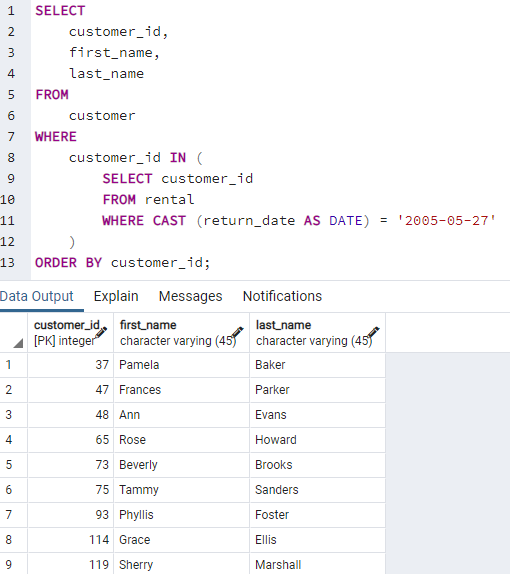 1 SELECT
2 customer_id,
3 first_name,
4 last_name
5 FROM
6 customer
7 WHERE
8 customer_id IN (
9 SELECT customer_id
10 FROM rental
11 WHERE CAST (return_date AS DATE) = '2005-05-27'
12 )
13 ORDER BY customer_id;
Data Output Explain Messages Notifications
customer_id first_name last_name
[PK] integer character varying (45) character varying (45)
1 37 Pamela Baker
2 47 Frances Parker
3 48 Ann Evans
4 65 Rose Howard
5 73 Beverly Brooks
6 75 Tammy Sanders
7 93 Phyllis Foster
8 114 Grace Ellis
9 119 Sherry Marshall